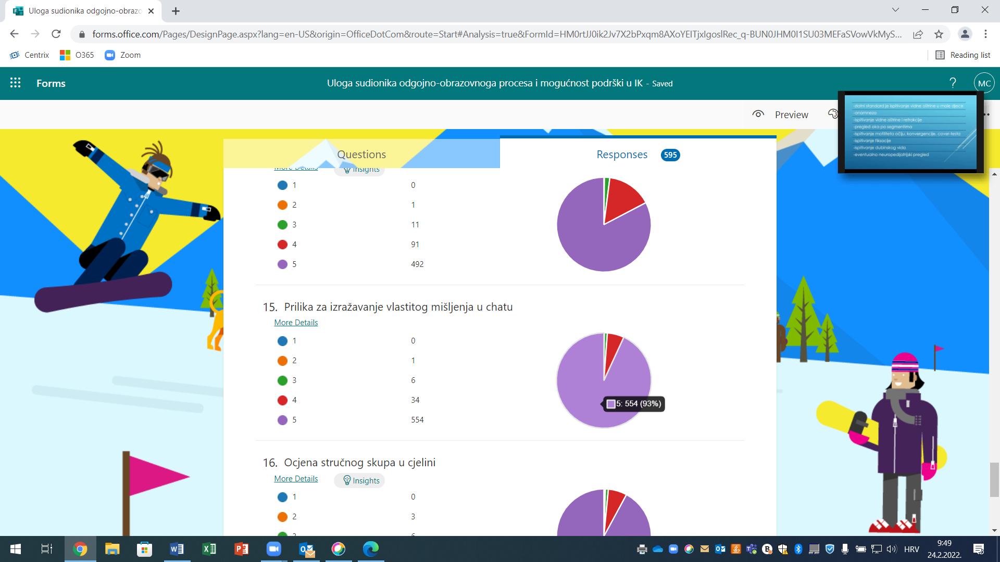 Uloga sudionika odgojno-obrazo
forms.office.com/Pages/DesignPage.aspx?lang=en-US&origin=OfficeDotCom&route=Start#Analysis=true&FormId=HM0rtJJ0ik2Jv7X2bPxqm8AXoYEITjxIgoslRec_q-BUN0JHM0I1SU03MEFaSVowVkMyS...
Centrix O365 Zoom Reading list
Forms Uloga sudionika odgojno-obrazovnoga procesa i mogućnost podrški u IK - Saved ? MC
Preview
-zlatni standard je ispitivanje vidne oštrine u male djece
-anamneza
-ispitivanje vidne oštrine i refrakcije
-pregled oka po segmentima
-ispitivanje motiliteta očiju, konvergencije, cover-testa
-ispitivanje fiksacije
-ispitivanje dubinskog vida
-eventualno neuropedijatrijski pregled
Questions Responses 595
More Details Insights
1 0
2 1
3 11
4 91
5 492
15. Prilika za izražavanje vlastitog mišljenja u chatu
More Details
1 0
2 1
3 6
4 34
5 554
5: 554 (93%)
16. Ocjena stručnog skupa u cjelini
More Details Insights
1 0
2 3
3 6
HRV 9:49
24.2.2022.